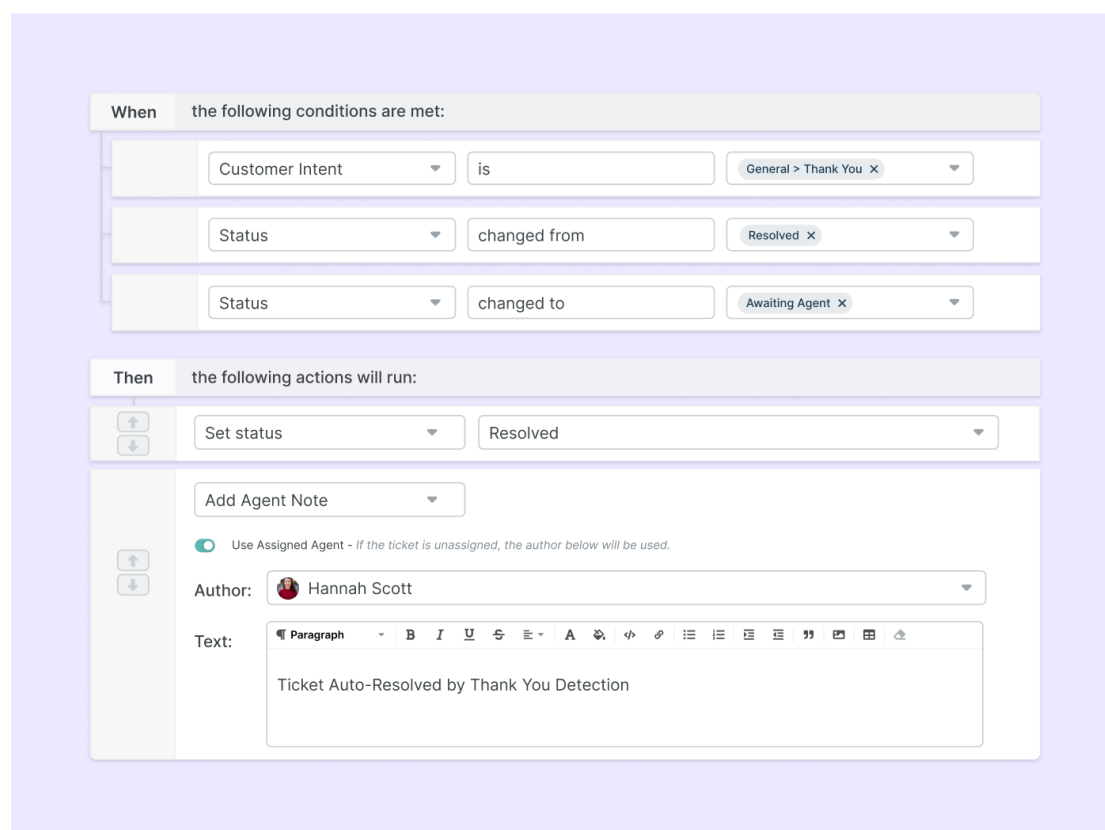 When the following conditions are met:
Customer Intent is General > Thank You ×
Status changed from Resolved ×
Status changed to Awaiting Agent ×
Then the following actions will run:
Set status Resolved
Add Agent Note
Use Assigned Agent - If the ticket is unassigned, the author below will be used.
Author: Hannah Scott
Text: ¶ Paragraph B I U S A </>
Ticket Auto-Resolved by Thank You Detection